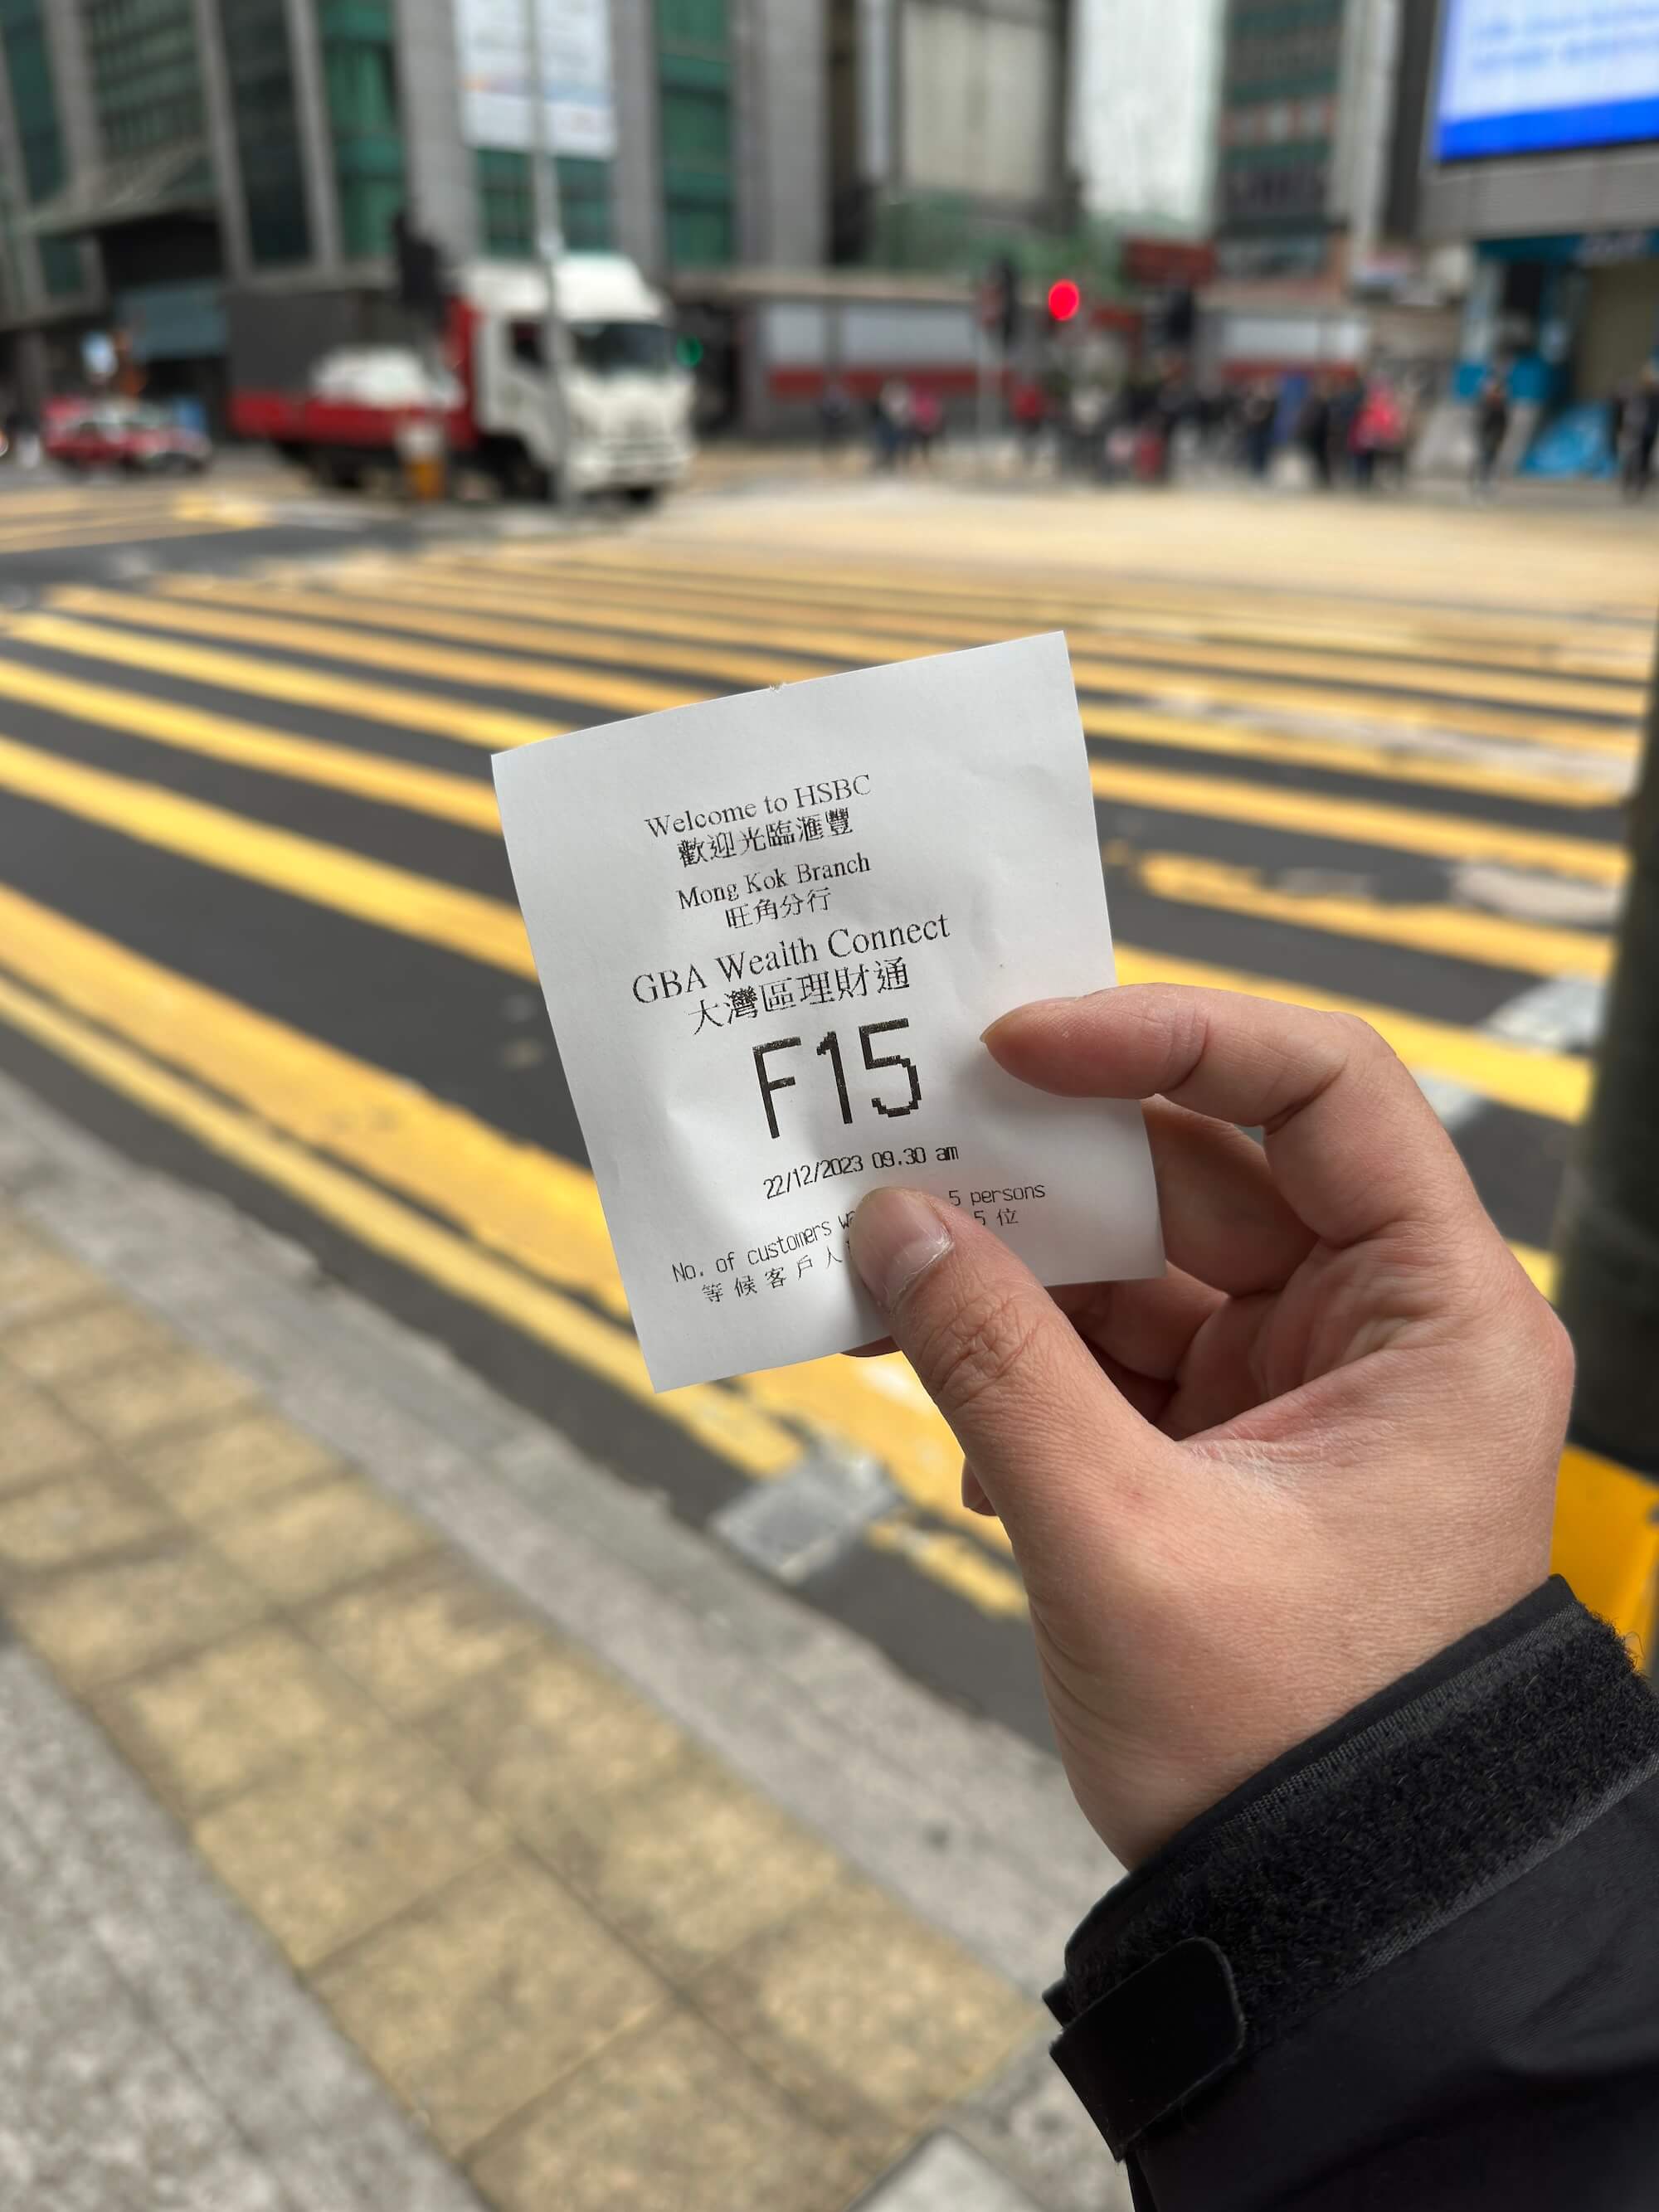 Welcome to HSBC
歡迎光臨滙豐
Mong Kok Branch
旺角分行
GBA Wealth Connect
大灣區理財通
F15
22/12/2023 09.30 am
No. of customers 5 persons
等候客戶人 5 位